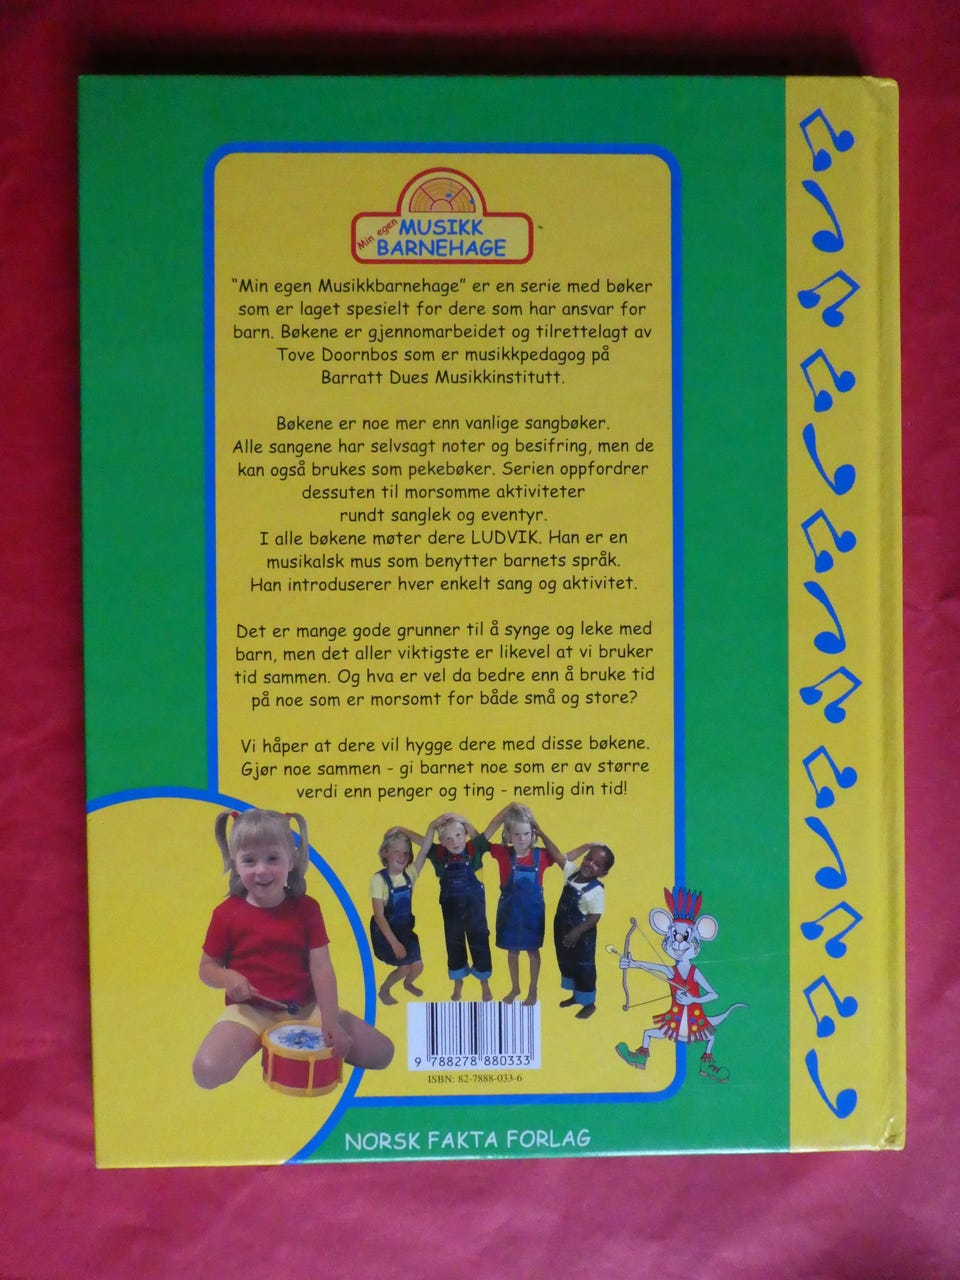 Min egen
MUSIKK
BARNEHAGE
™
"Min egen Musikkbarnehage" er en serie med bøker
som er laget spesielt for dere som har ansvar for
barn. Bøkene er gjennomarbeidet og tilrettelagt av
Tove Doornbos som er musikkpedagog på
Barratt Dues Musikkinstitutt.
Bøkene er noe mer enn vanlige sangbøker.
Alle sangene har selvsagt noter og besifring, men de
kan også brukes som pekebøker. Serien oppfordrer
dessuten til morsomme aktiviteter
rundt sanglek og eventyr.
I alle bøkene møter dere LUDVIK. Han er en
musikalsk mus som benytter barnets språk.
Han introduserer hver enkelt sang og aktivitet.
Det er mange gode grunner til å synge og leke med
barn, men det aller viktigste er likevel at vi bruker
tid sammen. Og hva er vel da bedre enn å bruke tid
på noe som er morsomt for både små og store?
Vi håper at dere vil hygge dere med disse bøkene.
Gjør noe sammen - gi barnet noe som er av større
verdi enn penger og ting - nemlig din tid!
9 788278 880333
ISBN: 82-7888-033-6
NORSK FAKTA FORLAG